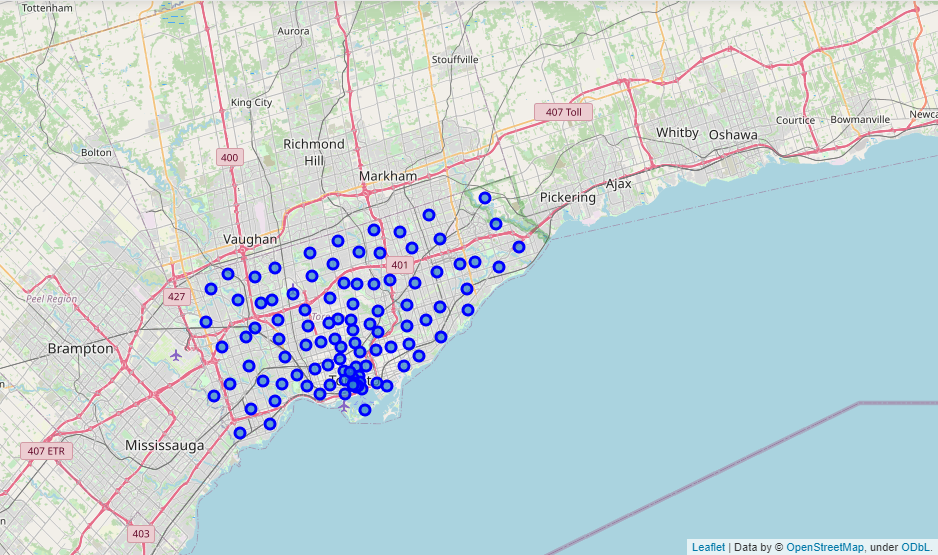 Tottenham
Aurora
Stouffville
King City
407 Toll
Courtice
Bowmanville
Whitby
Oshawa
Richmond
Hill
Bolton
400
Markham
Ajax
Pickering
Vaughan
401
427
Peel Region
Brampton
Mississauga
407 ETR
403
Leaflet | Data by © OpenStreetMap, under ODbL.